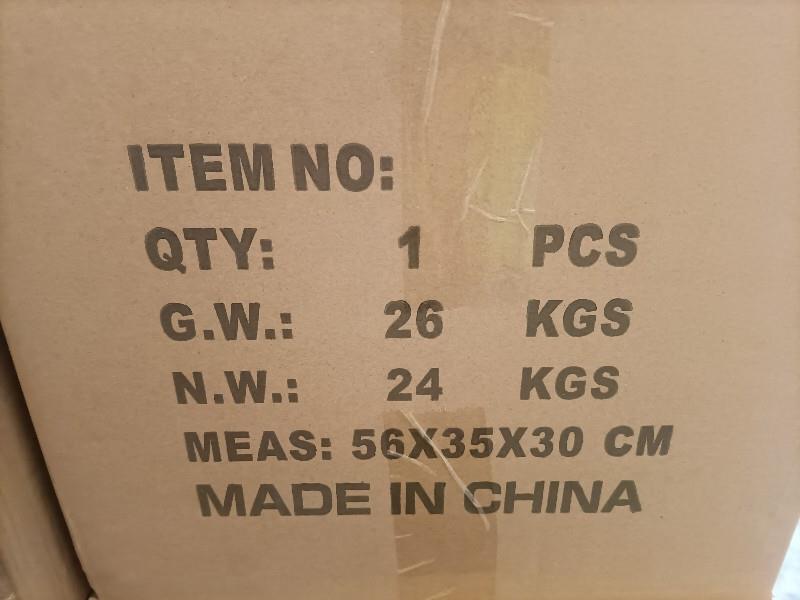 ITEM NO:
QTY: 1 PCS
G.W.: 26 KGS
N.W.: 24 KGS
MEAS: 56X35X30 CM
MADE IN CHINA